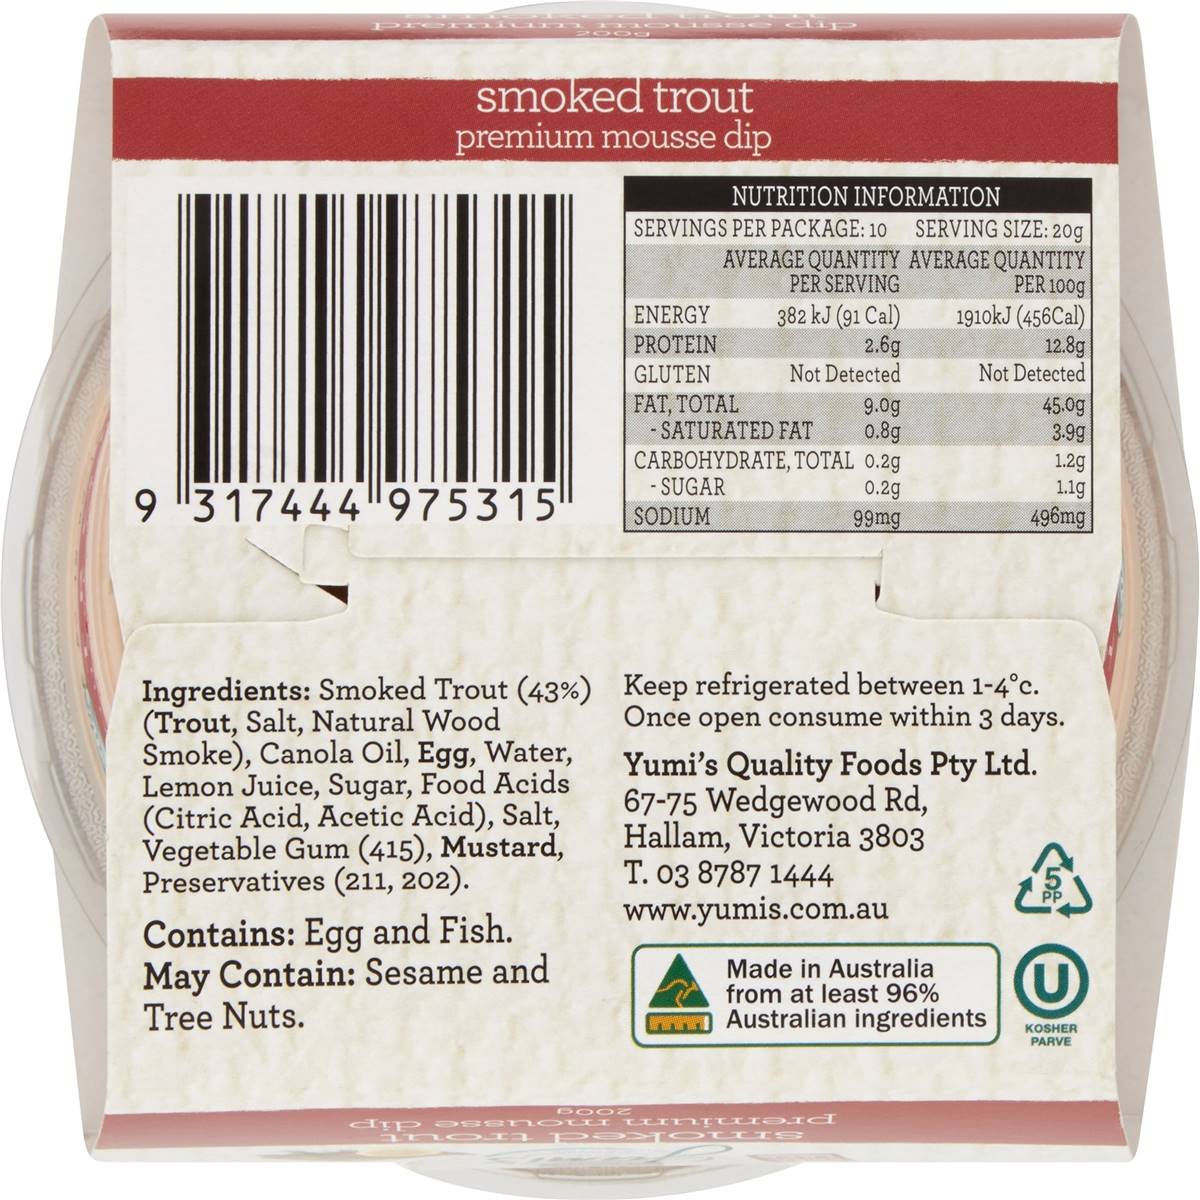 smoked trout
premium mousse dip
200g
smoked trout
premium mousse dip
9 317444 975315
NUTRITION INFORMATION
SERVINGS PER PACKAGE: 10 SERVING SIZE: 20g
AVERAGE QUANTITY AVERAGE QUANTITY
PER SERVING PER 100g
ENERGY 382 kJ (91 Cal) 1910kJ (456Cal)
PROTEIN 2.6g 12.8g
GLUTEN Not Detected Not Detected
FAT, TOTAL 9.0g 45.0g
- SATURATED FAT 0.8g 3.9g
CARBOHYDRATE, TOTAL 0.2g 1.2g
- SUGAR 0.2g 1.1g
SODIUM 99mg 496mg
Ingredients: Smoked Trout (43%)
(Trout, Salt, Natural Wood
Smoke), Canola Oil, Egg, Water,
Lemon Juice, Sugar, Food Acids
(Citric Acid, Acetic Acid), Salt,
Vegetable Gum (415), Mustard,
Preservatives (211, 202).
Contains: Egg and Fish.
May Contain: Sesame and
Tree Nuts.
Keep refrigerated between 1-4°c.
Once open consume within 3 days.
Yumi's Quality Foods Pty Ltd.
67-75 Wedgewood Rd,
Hallam, Victoria 3803
T. 03 8787 1444
www.yumis.com.au
5
PP
Made in Australia
from at least 96%
Australian ingredients
U
KOSHER
PARVE
200g
premium mousse dip
smoked trout